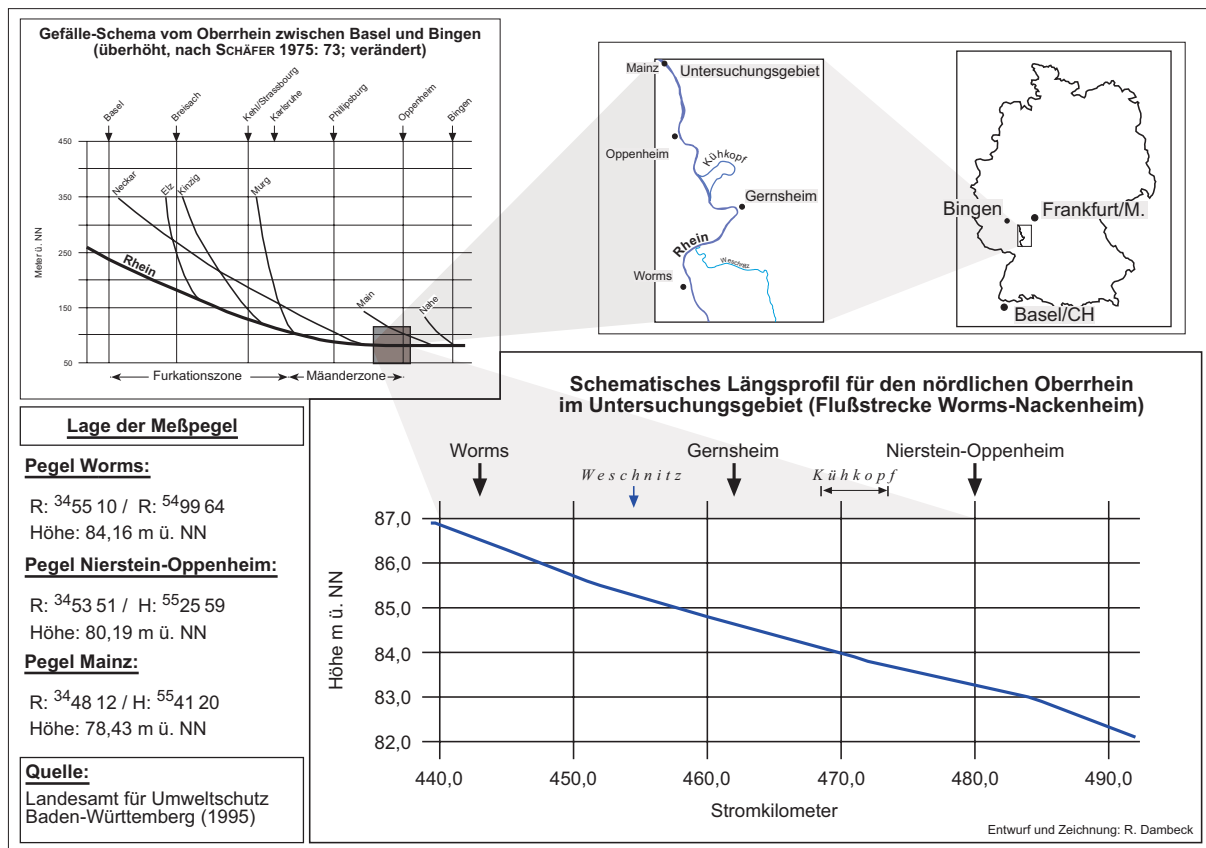 Gefälle-Schema vom Oberrhein zwischen Basel und Bingen
(überhöht, nach SCHÄFER 1975: 73; verändert)
Basel
Breisach
Kehl/Strassbourg
Karlsruhe
Phillipsburg
Oppenheim
Bingen
Meter ü. NN
450
350
250
150
50
Neckar
Elz
Kinzig
Murg
Rhein
Main
Nahe
Furkationszone
Mäanderzone
Mainz
Untersuchungsgebiet
Oppenheim
Kühkopf
Gernsheim
Rhein
Weschnitz
Worms
Bingen
Frankfurt/M.
Basel/CH
Lage der Meßpegel
Pegel Worms:
R: 3455 10 / R: 5499 64
Höhe: 84,16 m ü. NN
Pegel Nierstein-Oppenheim:
R: 3453 51 / H: 5525 59
Höhe: 80,19 m ü. NN
Pegel Mainz:
R: 3448 12 / H: 5541 20
Höhe: 78,43 m ü. NN
Quelle:
Landesamt für Umweltschutz
Baden-Württemberg (1995)
Schematisches Längsprofil für den nördlichen Oberrhein
im Untersuchungsgebiet (Flußstrecke Worms-Nackenheim)
Worms
Gernsheim
Nierstein-Oppenheim
Weschnitz
Kühkopf
Höhe m ü. NN
87,0
86,0
85,0
84,0
83,0
82,0
440,0
450,0
460,0
470,0
480,0
490,0
Stromkilometer
Entwurf und Zeichnung: R. Dambeck